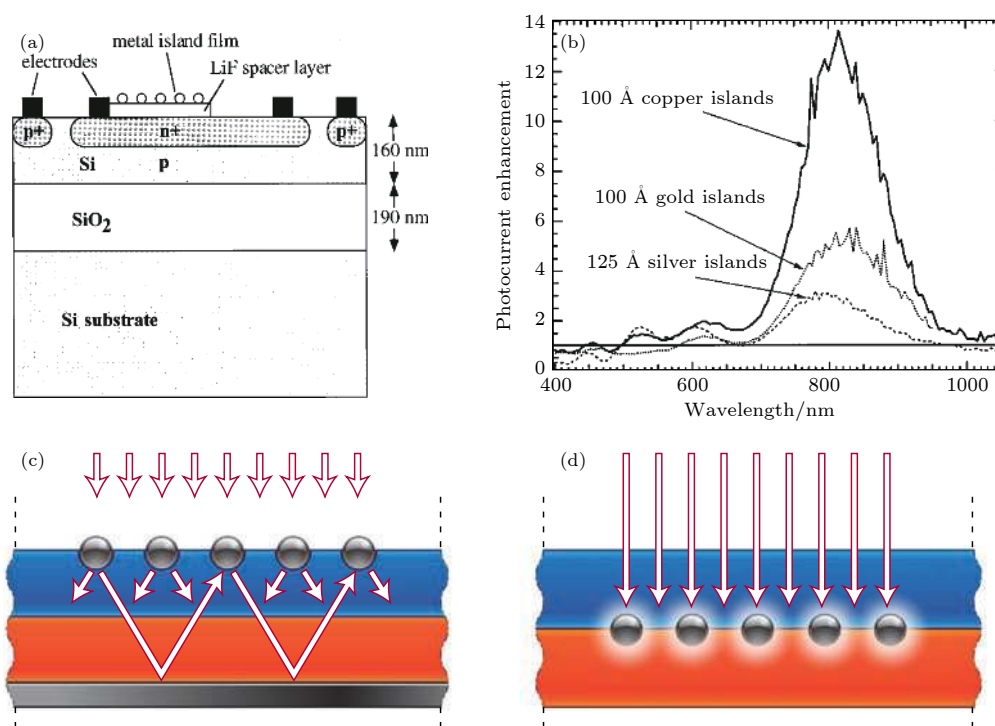 (a)
metal island film
electrodes
LiF spacer layer
p+
n+
p+
Si
p
160 nm
SiO2
190 nm
Si substrate
(b)
Photocurrent enhancement
14
12
10
8
6
4
2
0
100 Å copper islands
100 Å gold islands
125 Å silver islands
400
600
800
1000
Wavelength/nm
(c)
(d)